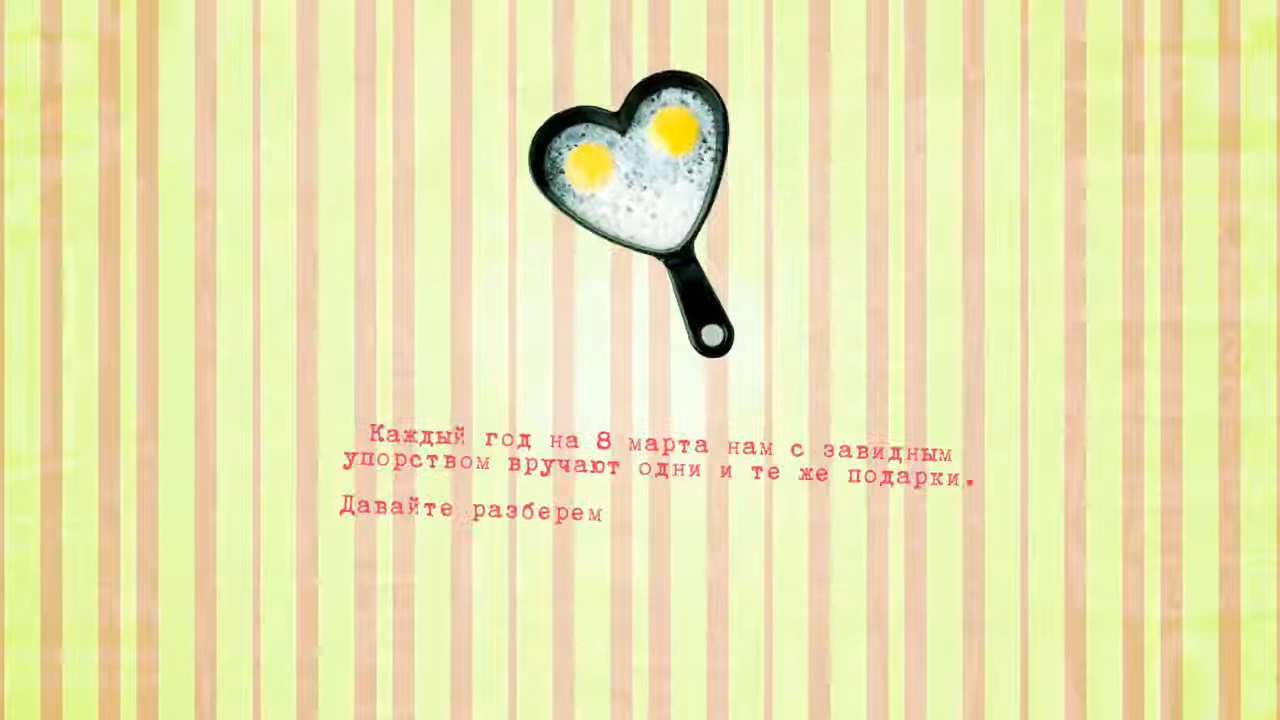 Каждый год на 8 марта нам с завидным
упорством вручают одни и те же подарки.
Давайте разберем